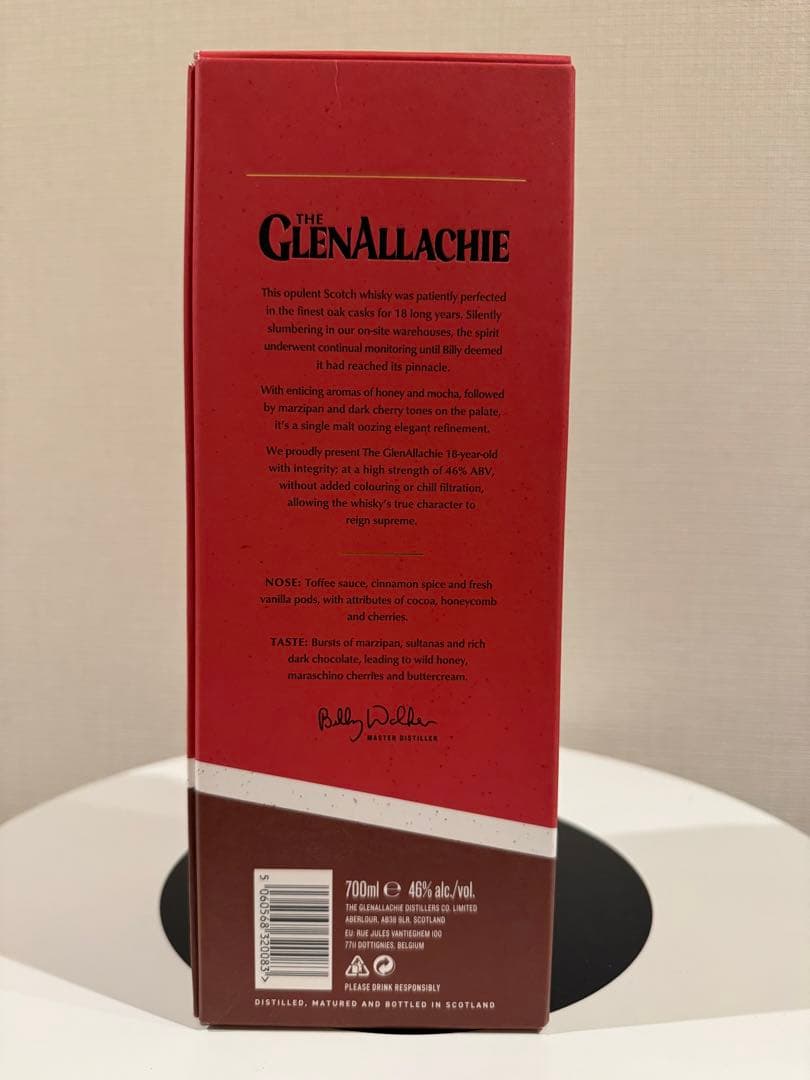 THE
GLENALLACHIE
This opulent Scotch whisky was patiently perfected
in the finest oak casks for 18 long years. Silently
slumbering in our on-site warehouses, the spirit
underwent continual monitoring until Billy deemed
it had reached its pinnacle.
With enticing aromas of honey and mocha, followed
by marzipan and dark cherry tones on the palate,
it's a single malt oozing elegant refinement.
We proudly present The GlenAllachie 18-year-old
with integrity; at a high strength of 46% ABV,
without added colouring or chill filtration,
allowing the whisky's true character to
reign supreme.
NOSE: Toffee sauce, cinnamon spice and fresh
vanilla pods, with attributes of cocoa, honeycomb
and cherries.
TASTE: Bursts of marzipan, sultanas and rich
dark chocolate, leading to wild honey,
maraschino cherries and buttercream.
Billy Walker
MASTER DISTILLER
5 060568 320083 >
700ml ℮ 46% alc./vol.
THE GLENALLACHIE DISTILLERS CO. LIMITED
ABERLOUR, AB38 9LR, SCOTLAND
EU: RUE JULES VANTIEGHEM 100
7711 DOTTIGNIES, BELGIUM
PLEASE DRINK RESPONSIBLY
DISTILLED, MATURED AND BOTTLED IN SCOTLAND